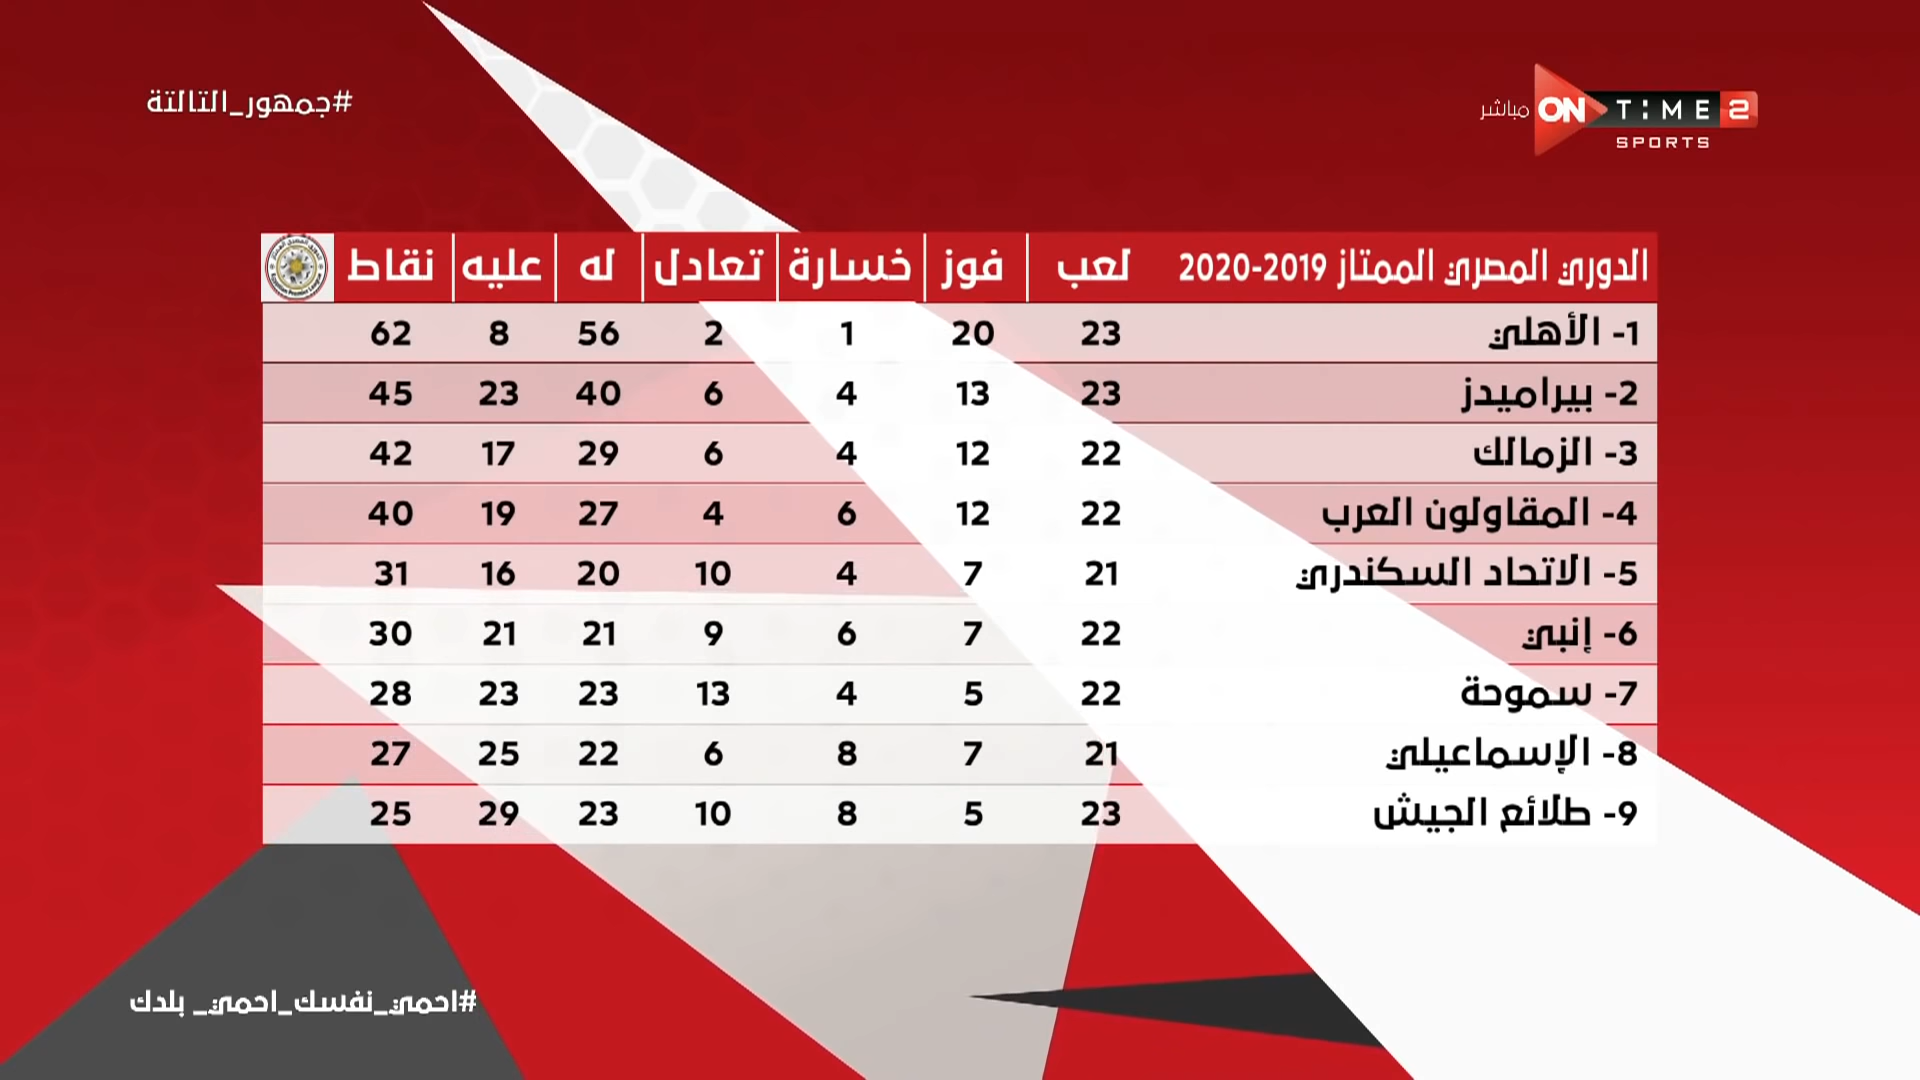 #جمهور_التالتة
مباشر ON TIME 2
SPORTS
الدوري المصري الممتاز 2019-2020 لعب فوز خسارة تعادل له عليه نقاط
1- الأهلي 23 20 1 2 56 8 62
2- بيراميدز 23 13 4 6 40 23 45
3- الزمالك 22 12 4 6 29 17 42
4- المقاولون العرب 22 12 6 4 27 19 40
5- الاتحاد السكندري 21 7 4 10 20 16 31
6- إنبي 22 7 6 9 21 21 30
7- سموحة 22 5 4 13 23 23 28
8- الإسماعيلي 21 7 8 6 22 25 27
9- طلائع الجيش 23 5 8 10 23 29 25
#احمي_نفسك_احمي_ بلدك